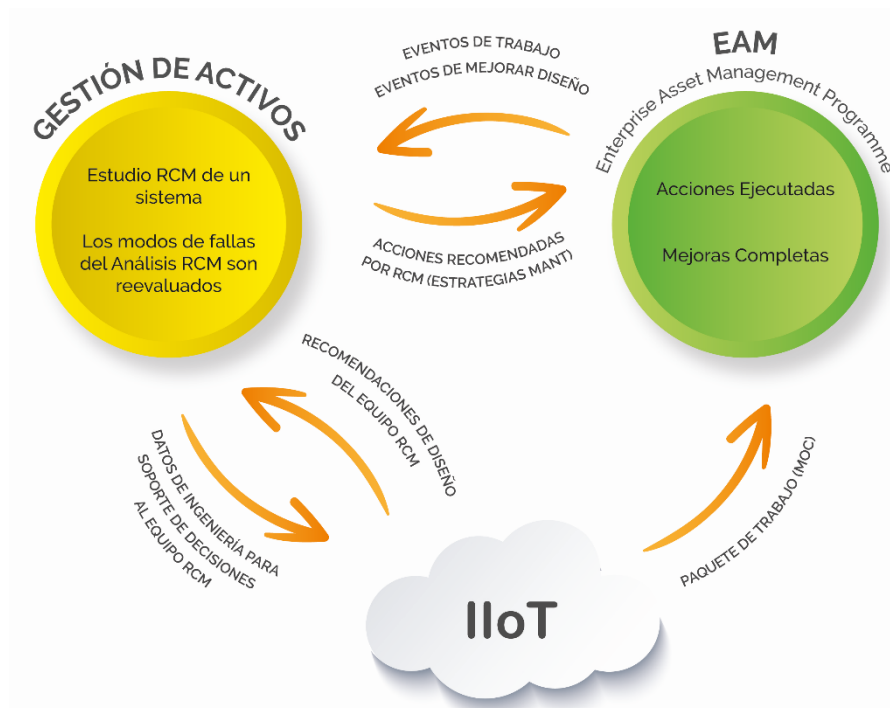 GESTIÓN DE ACTIVOS
Estudio RCM de un
sistema
Los modos de fallas
del Análisis RCM son
reevaluados
EVENTOS DE TRABAJO
EVENTOS DE MEJORAR DISEÑO
ACCIONES RECOMENDADAS
POR RCM (ESTRATEGIAS MANT)
EAM
Enterprise Asset Management Programme
Acciones Ejecutadas
Mejoras Completas
RECOMENDACIONES DE DISEÑO
DEL EQUIPO RCM
DATOS DE INGENIERÍA PARA
SOPORTE DE DECISIONES
AL EQUIPO RCM
PAQUETE DE TRABAJO (MOC)
IIoT